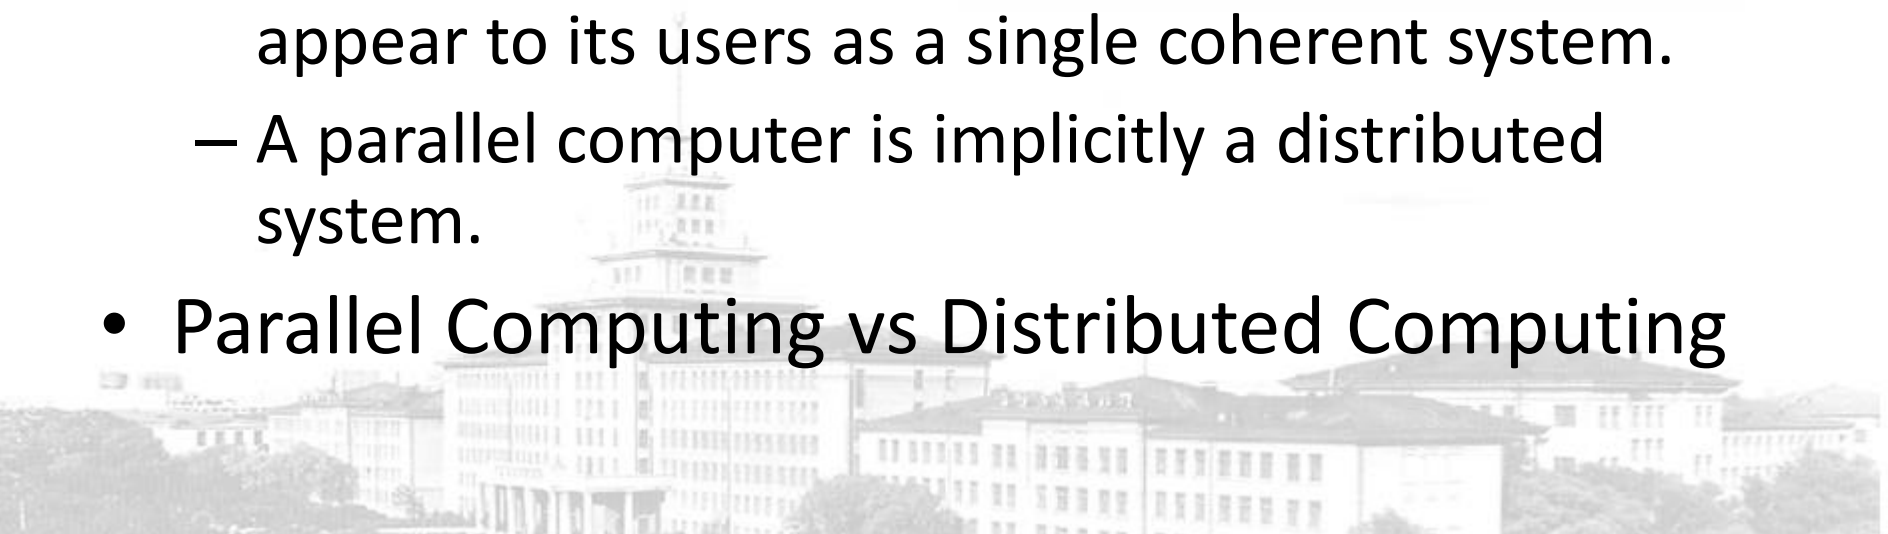 appear to its users as a single coherent system.
– A parallel computer is implicitly a distributed
system.
• Parallel Computing vs Distributed Computing